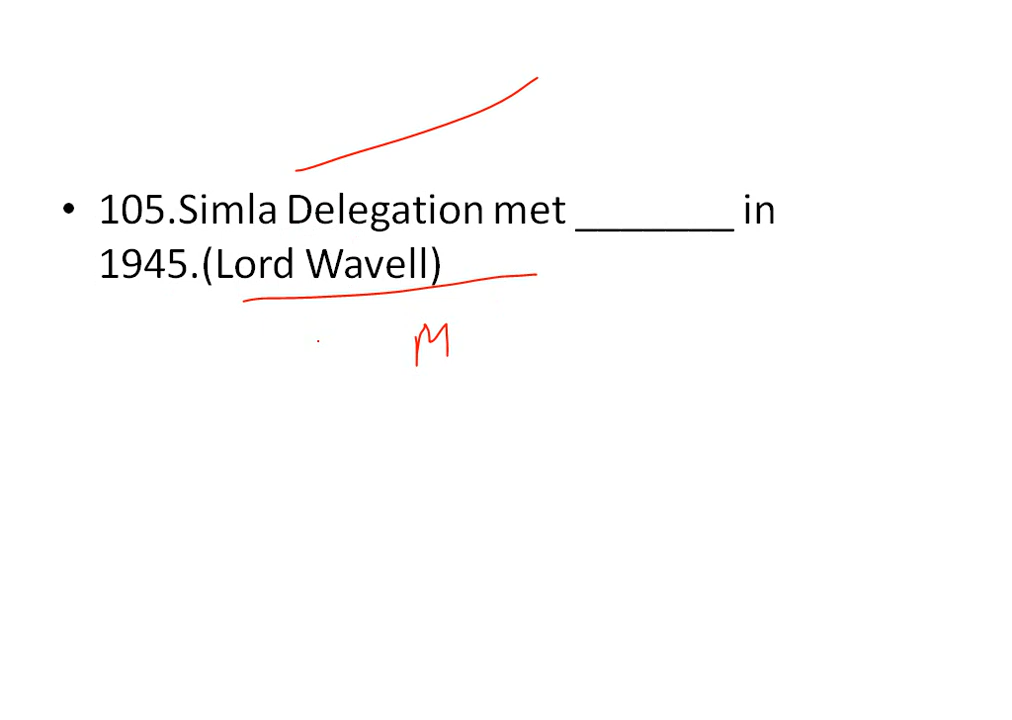 • 105.Simla Delegation met _______ in
1945.(Lord Wavell)
M